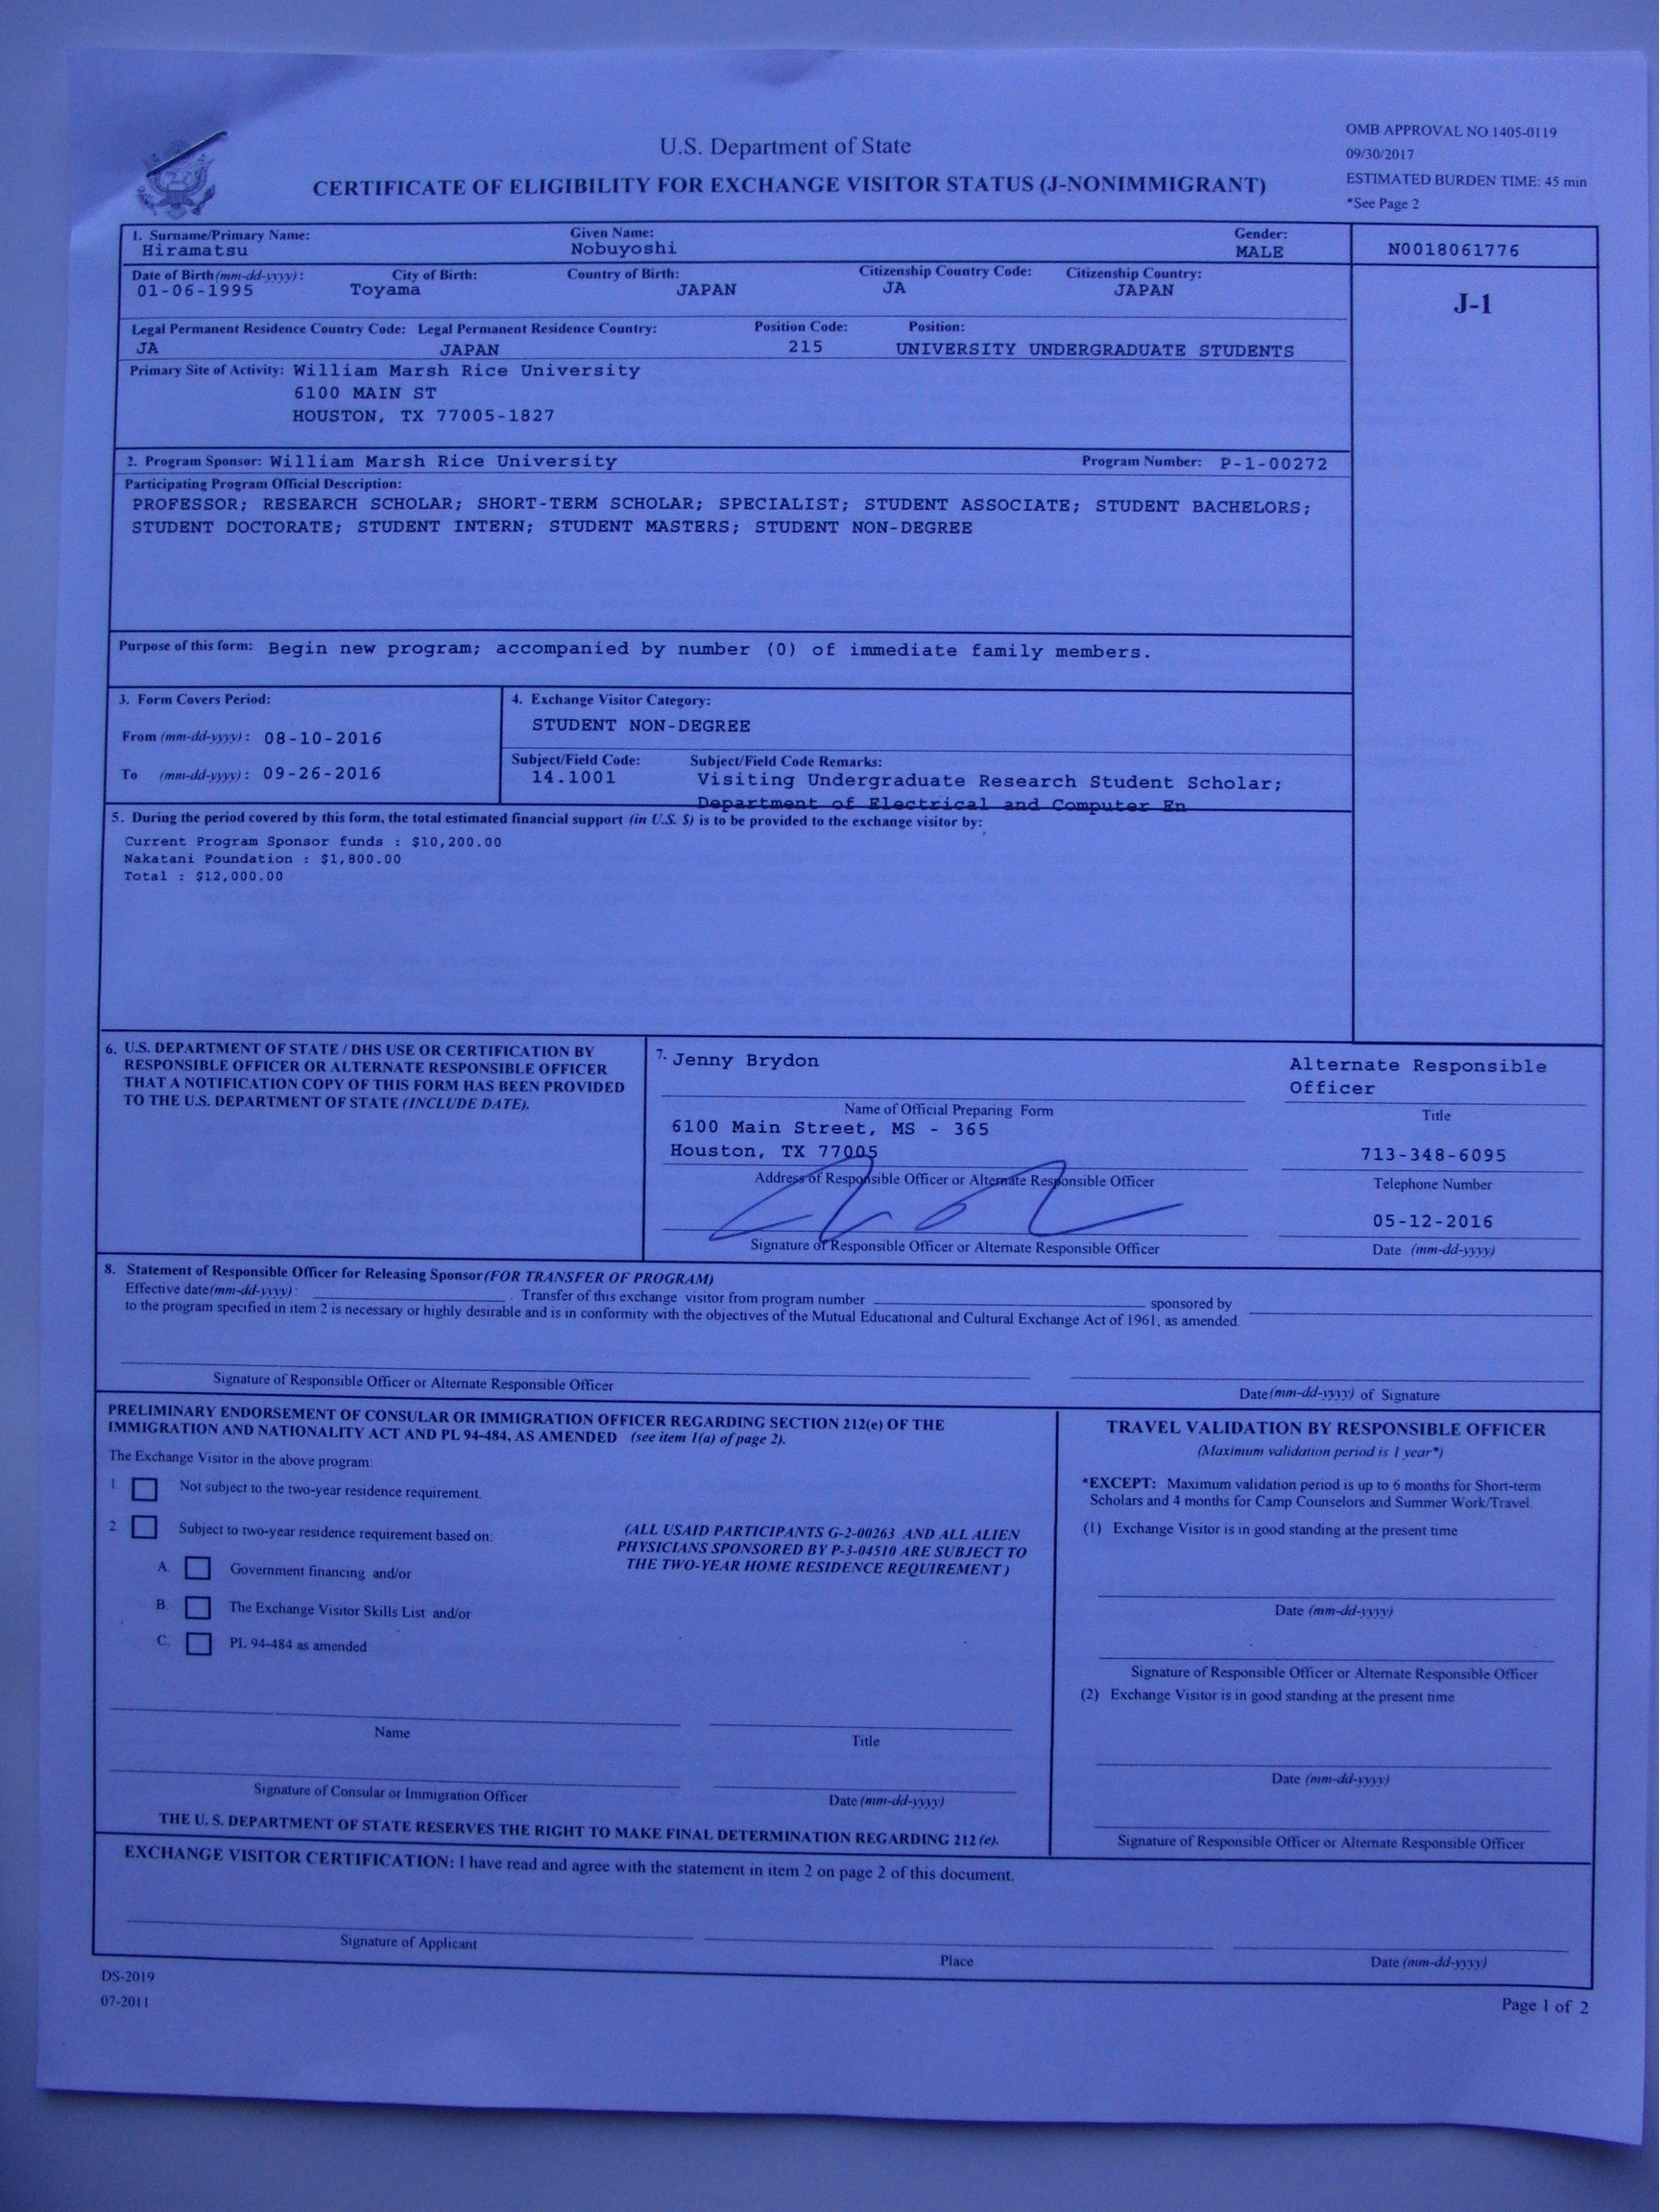 OMB APPROVAL NO.1405-0119
09/30/2017
ESTIMATED BURDEN TIME: 45 min
*See Page 2
U.S. Department of State
CERTIFICATE OF ELIGIBILITY FOR EXCHANGE VISITOR STATUS (J-NONIMMIGRANT)
1. Surname/Primary Name: Given Name: Gender:
Hiramatsu Nobuyoshi MALE N0018061776
Date of Birth(mm-dd-yyyy): City of Birth: Country of Birth: Citizenship Country Code: Citizenship Country:
01-06-1995 Toyama JAPAN JA JAPAN
J-1
Legal Permanent Residence Country Code: Legal Permanent Residence Country: Position Code: Position:
JA JAPAN 215 UNIVERSITY UNDERGRADUATE STUDENTS
Primary Site of Activity: William Marsh Rice University
6100 MAIN ST
HOUSTON, TX 77005-1827
2. Program Sponsor: William Marsh Rice University Program Number: P-1-00272
Participating Program Official Description:
PROFESSOR; RESEARCH SCHOLAR; SHORT-TERM SCHOLAR; SPECIALIST; STUDENT ASSOCIATE; STUDENT BACHELORS;
STUDENT DOCTORATE; STUDENT INTERN; STUDENT MASTERS; STUDENT NON-DEGREE
Purpose of this form: Begin new program; accompanied by number (0) of immediate family members.
3. Form Covers Period:
From (mm-dd-yyyy): 08-10-2016
To (mm-dd-yyyy): 09-26-2016
4. Exchange Visitor Category:
STUDENT NON-DEGREE
Subject/Field Code: Subject/Field Code Remarks:
14.1001 Visiting Undergraduate Research Student Scholar;
Department of Electrical and Computer En
5. During the period covered by this form, the total estimated financial support (in U.S. $) is to be provided to the exchange visitor by:
Current Program Sponsor funds : $10,200.00
Nakatani Foundation : $1,800.00
Total : $12,000.00
6. U.S. DEPARTMENT OF STATE / DHS USE OR CERTIFICATION BY
RESPONSIBLE OFFICER OR ALTERNATE RESPONSIBLE OFFICER
THAT A NOTIFICATION COPY OF THIS FORM HAS BEEN PROVIDED
TO THE U.S. DEPARTMENT OF STATE (INCLUDE DATE).
7. Jenny Brydon
Name of Official Preparing Form
6100 Main Street, MS - 365
Houston, TX 77005
Address of Responsible Officer or Alternate Responsible Officer
Signature of Responsible Officer or Alternate Responsible Officer
Alternate Responsible
Officer
Title
713-348-6095
Telephone Number
05-12-2016
Date (mm-dd-yyyy)
8. Statement of Responsible Officer for Releasing Sponsor(FOR TRANSFER OF PROGRAM)
Effective date(mm-dd-yyyy): . Transfer of this exchange visitor from program number sponsored by
to the program specified in item 2 is necessary or highly desirable and is in conformity with the objectives of the Mutual Educational and Cultural Exchange Act of 1961, as amended.
Signature of Responsible Officer or Alternate Responsible Officer Date(mm-dd-yyyy) of Signature
PRELIMINARY ENDORSEMENT OF CONSULAR OR IMMIGRATION OFFICER REGARDING SECTION 212(e) OF THE
IMMIGRATION AND NATIONALITY ACT AND PL 94-484, AS AMENDED (see item 1(a) of page 2).
The Exchange Visitor in the above program:
1 Not subject to the two-year residence requirement.
2 Subject to two-year residence requirement based on:
A. Government financing and/or
B. The Exchange Visitor Skills List and/or
C. PL 94-484 as amended
(ALL USAID PARTICIPANTS G-2-00263 AND ALL ALIEN
PHYSICIANS SPONSORED BY P-3-04510 ARE SUBJECT TO
THE TWO-YEAR HOME RESIDENCE REQUIREMENT)
Name Title
Signature of Consular or Immigration Officer Date (mm-dd-yyyy)
THE U. S. DEPARTMENT OF STATE RESERVES THE RIGHT TO MAKE FINAL DETERMINATION REGARDING 212 (e).
TRAVEL VALIDATION BY RESPONSIBLE OFFICER
(Maximum validation period is 1 year*)
*EXCEPT: Maximum validation period is up to 6 months for Short-term
Scholars and 4 months for Camp Counselors and Summer Work/Travel.
(1) Exchange Visitor is in good standing at the present time
Date (mm-dd-yyyy)
Signature of Responsible Officer or Alternate Responsible Officer
(2) Exchange Visitor is in good standing at the present time
Date (mm-dd-yyyy)
Signature of Responsible Officer or Alternate Responsible Officer
EXCHANGE VISITOR CERTIFICATION: I have read and agree with the statement in item 2 on page 2 of this document.
Signature of Applicant Place Date (mm-dd-yyyy)
DS-2019
07-2011
Page 1 of 2